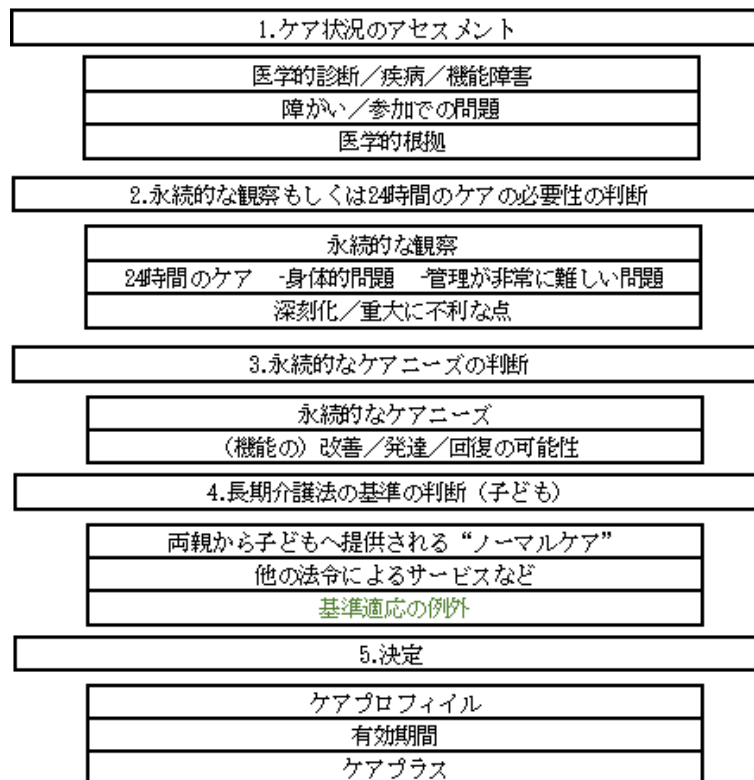 1.ケア状況のアセスメント
医学的診断／疾病／機能障害
障がい／参加での問題
医学的根拠
2.永続的な観察もしくは24時間のケアの必要性の判断
永続的な観察
24時間のケア　-身体的問題　-管理が非常に難しい問題
深刻化／重大に不利な点
3.永続的なケアニーズの判断
永続的なケアニーズ
（機能の）改善／発達／回復の可能性
4.長期介護法の基準の判断（子ども）
両親から子どもへ提供される“ノーマルケア”
他の法令によるサービスなど
基準適応の例外
5.決定
ケアプロフィイル
有効期間
ケアプラス